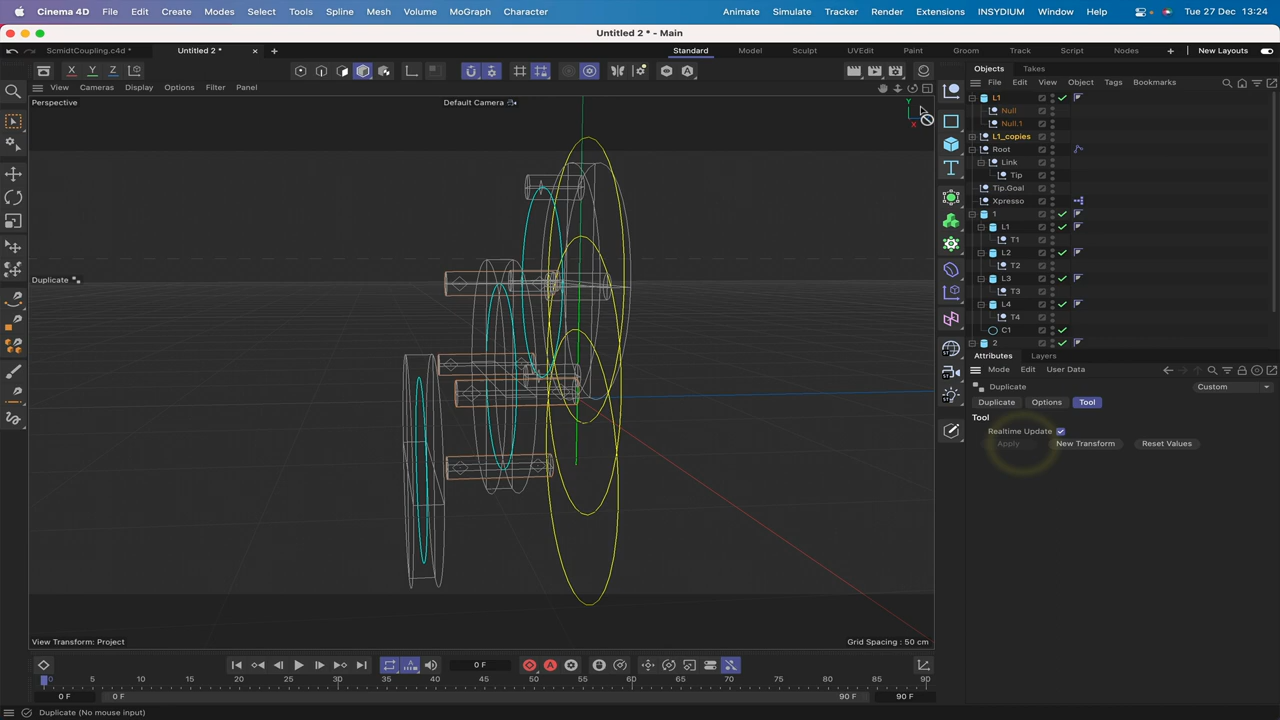 Cinema 4D File Edit Create Modes Select Tools Spline Mesh Volume MoGraph Character Animate Simulate Tracker Render Extensions INSYDIUM Window Help Tue 27 Dec 13:24
Untitled 2 * - Main
ScmidtCoupling.c4d * Untitled 2 * Standard Model Sculpt UVEdit Paint Groom Track Script Nodes New Layouts
X Y Z
Objects Takes
View Cameras Display Options Filter Panel
File Edit View Object Tags Bookmarks
Perspective
Default Camera
Y
X
L1
Null
Null.1
L1_copies
Root
Link
Tip
Tip.Goal
Xpresso
1
L1
T1
L2
T2
L3
T3
L4
T4
C1
2
Duplicate
Attributes Layers
Mode Edit User Data
Duplicate Custom
Duplicate Options Tool
Tool
Realtime Update
Apply New Transform Reset Values
View Transform: Project
Grid Spacing : 50 cm
0 F
0 5 10 15 20 25 30 35 40 45 50 55 60 65 70 75 80 85 90
0 F 0 F 90 F 90 F
Duplicate (No mouse input)